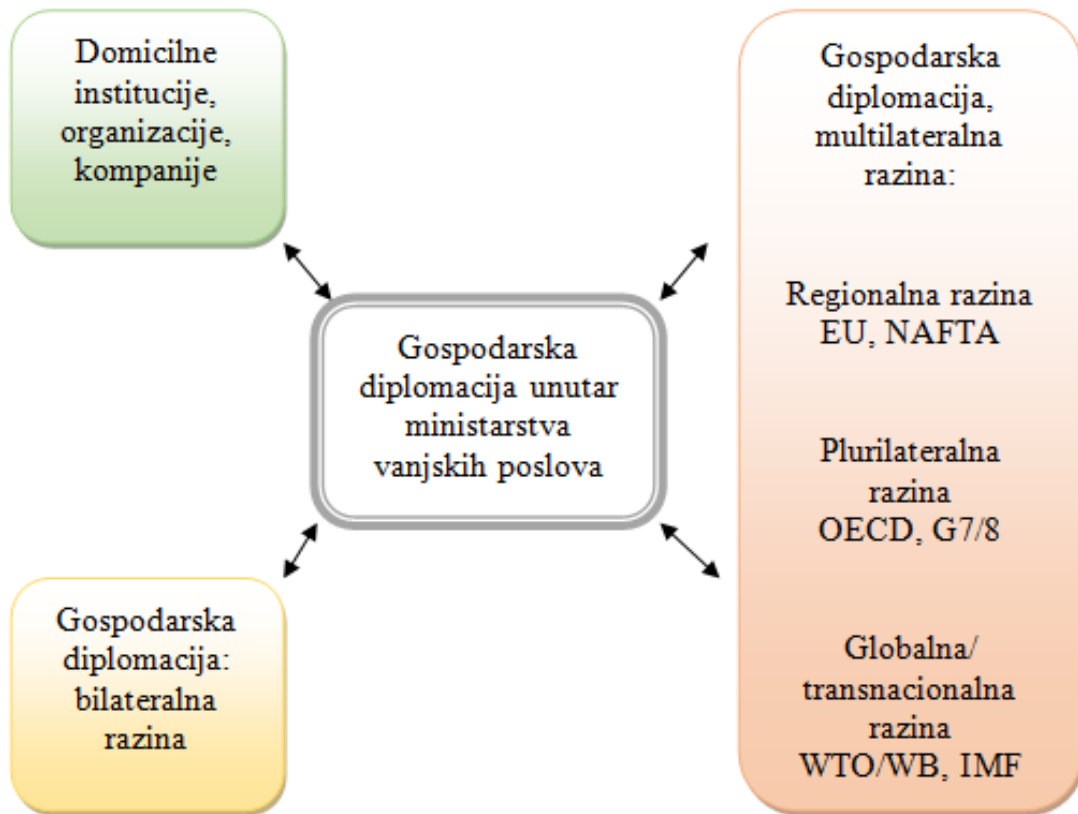 Domicilne
institucije,
organizacije,
kompanije
Gospodarska
diplomacija,
multilateralna
razina:
Regionalna razina
EU, NAFTA
Plurilateralna
razina
OECD, G7/8
Globalna/
transnacionalna
razina
WTO/WB, IMF
Gospodarska
diplomacija unutar
ministarstva
vanjskih poslova
Gospodarska
diplomacija:
bilateralna
razina